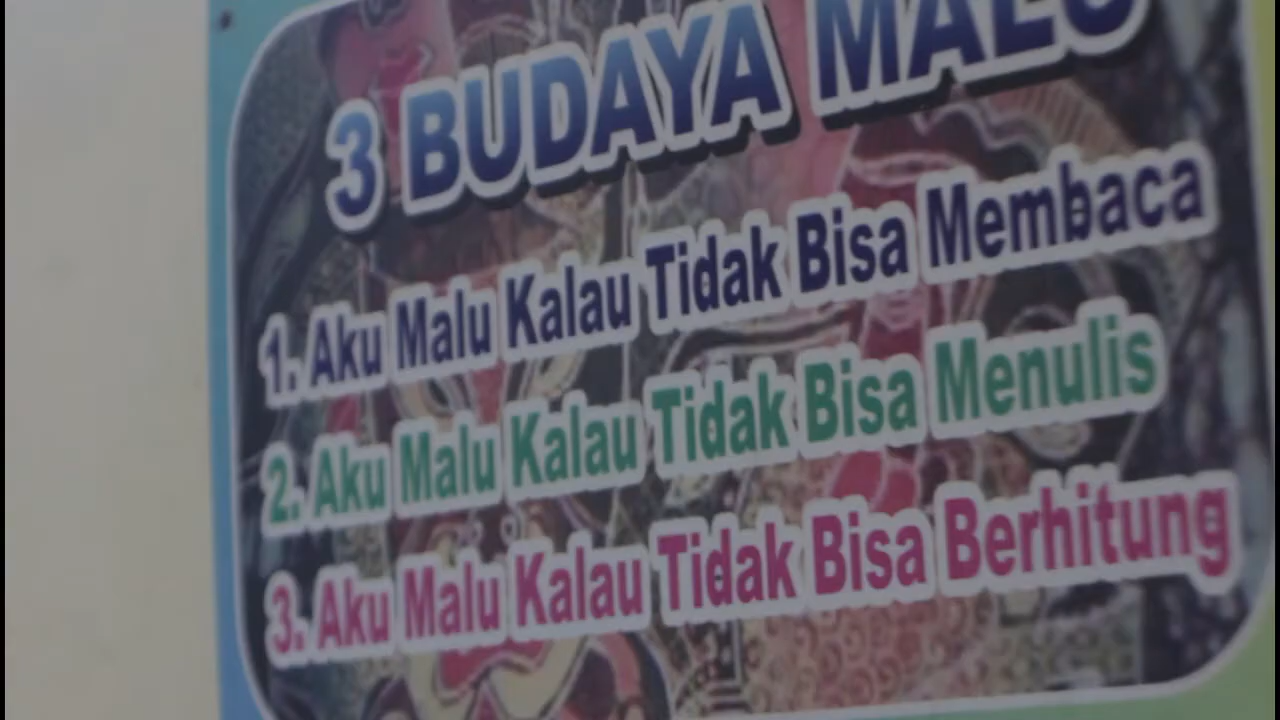 3 BUDAYA MALU
1. Aku Malu Kalau Tidak Bisa Membaca
2. Aku Malu Kalau Tidak Bisa Menulis
3. Aku Malu Kalau Tidak Bisa Berhitung